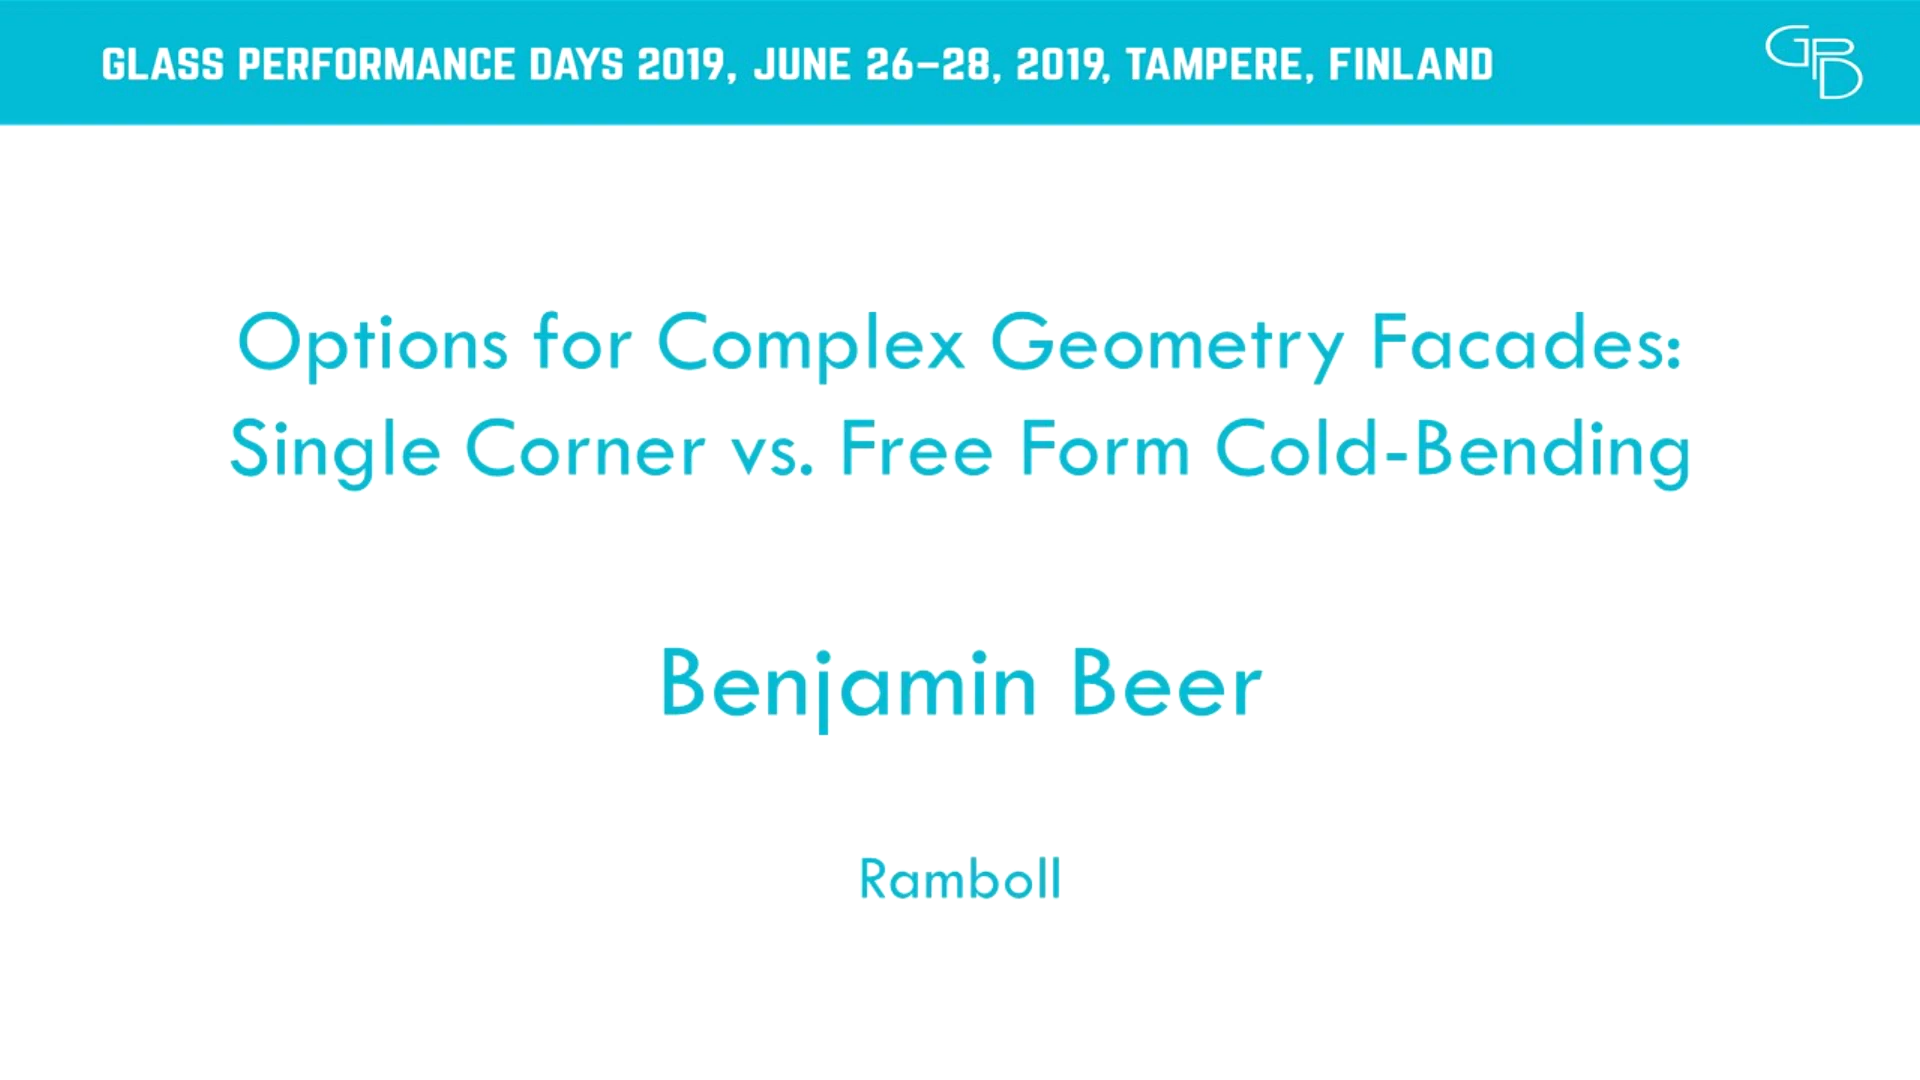 GLASS PERFORMANCE DAYS 2019, JUNE 26–28, 2019, TAMPERE, FINLAND
GPD
Options for Complex Geometry Facades:
Single Corner vs. Free Form Cold-Bending
Benjamin Beer
Ramboll